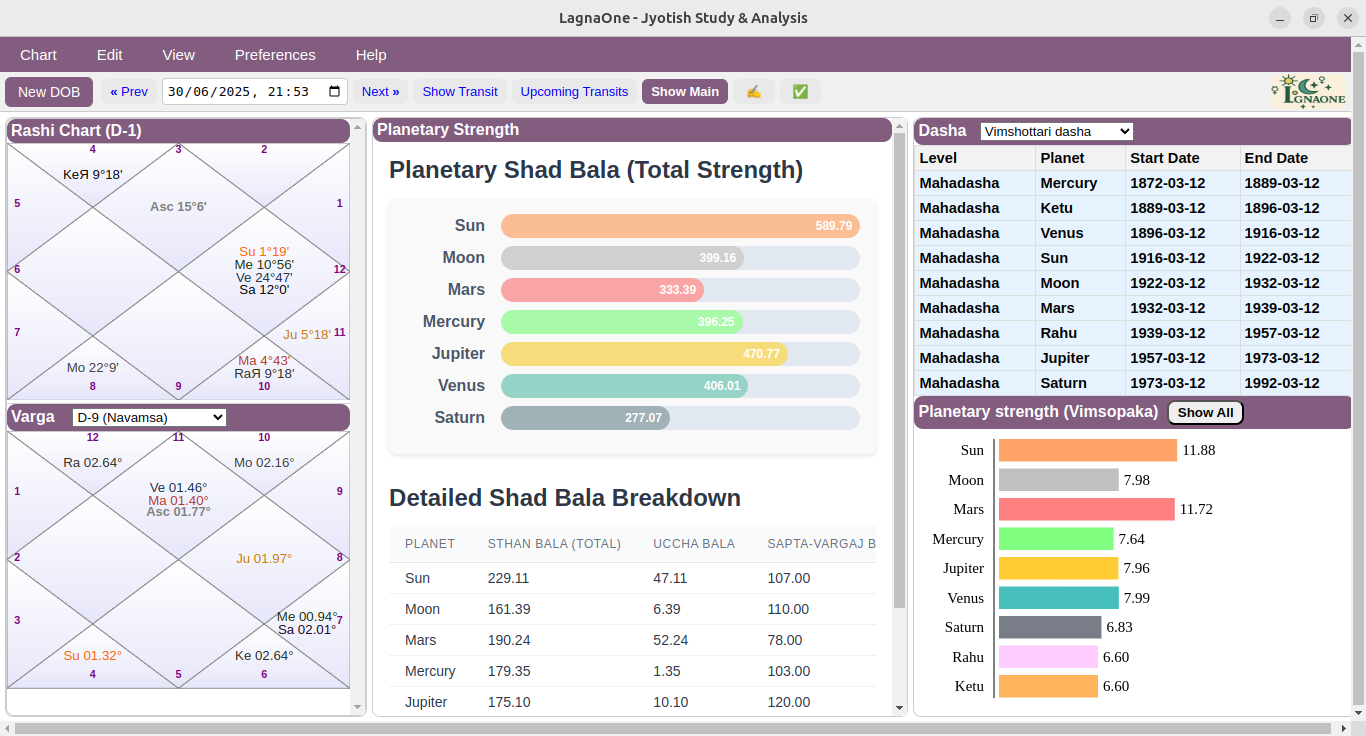 LagnaOne - Jyotish Study & Analysis
Chart Edit View Preferences Help
New DOB « Prev 30/06/2025, 21:53 Next » Show Transit Upcoming Transits Show Main LGNAONE
Rashi Chart (D-1)
4 3 2
KeЯ 9°18'
5 Asc 15°6' 1
Su 1°19'
Me 10°56'
6 Ve 24°47' 12
Sa 12°0'
7 Ju 5°18' 11
Mo 22°9' Ma 4°43'
RaЯ 9°18'
8 9 10
Varga D-9 (Navamsa)
12 11 10
Ra 02.64° Mo 02.16°
1 Ve 01.46° 9
Ma 01.40°
Asc 01.77°
2 Ju 01.97° 8
3 Me 00.94° 7
Sa 02.01°
Su 01.32° Ke 02.64°
4 5 6
Planetary Strength
Planetary Shad Bala (Total Strength)
Sun 589.79
Moon 399.16
Mars 333.39
Mercury 396.25
Jupiter 470.77
Venus 406.01
Saturn 277.07
Detailed Shad Bala Breakdown
PLANET STHAN BALA (TOTAL) UCCHA BALA SAPTA-VARGAJ B
Sun 229.11 47.11 107.00
Moon 161.39 6.39 110.00
Mars 190.24 52.24 78.00
Mercury 179.35 1.35 103.00
Jupiter 175.10 10.10 120.00
Dasha Vimshottari dasha
Level Planet Start Date End Date
Mahadasha Mercury 1872-03-12 1889-03-12
Mahadasha Ketu 1889-03-12 1896-03-12
Mahadasha Venus 1896-03-12 1916-03-12
Mahadasha Sun 1916-03-12 1922-03-12
Mahadasha Moon 1922-03-12 1932-03-12
Mahadasha Mars 1932-03-12 1939-03-12
Mahadasha Rahu 1939-03-12 1957-03-12
Mahadasha Jupiter 1957-03-12 1973-03-12
Mahadasha Saturn 1973-03-12 1992-03-12
Planetary strength (Vimsopaka) Show All
Sun 11.88
Moon 7.98
Mars 11.72
Mercury 7.64
Jupiter 7.96
Venus 7.99
Saturn 6.83
Rahu 6.60
Ketu 6.60